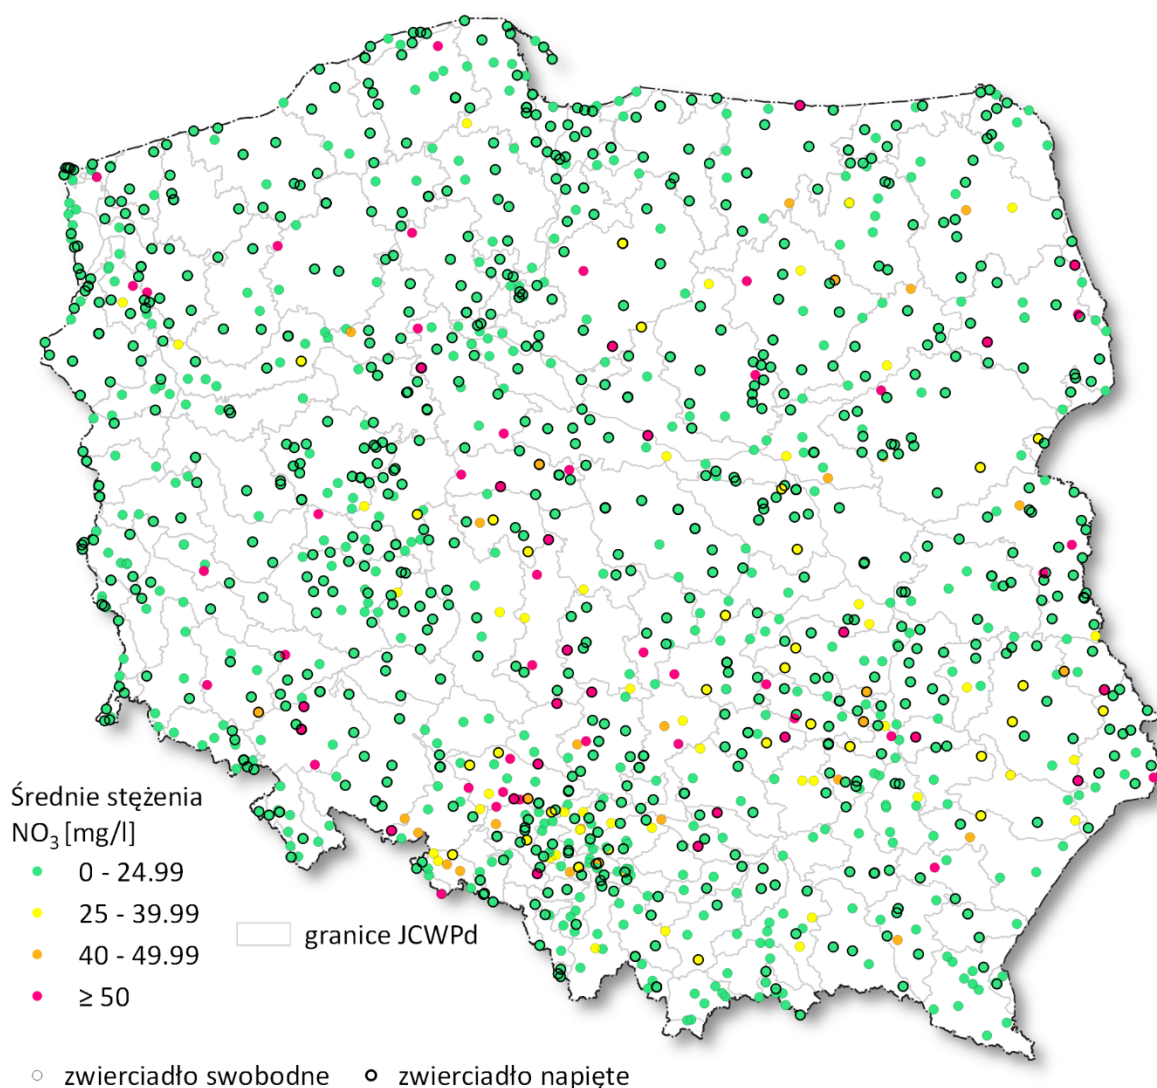 Średnie stężenia
NO₃ [mg/l]
0 - 24.99
25 - 39.99
40 - 49.99
≥ 50
granice JCWPd
zwierciadło swobodne
zwierciadło napięte